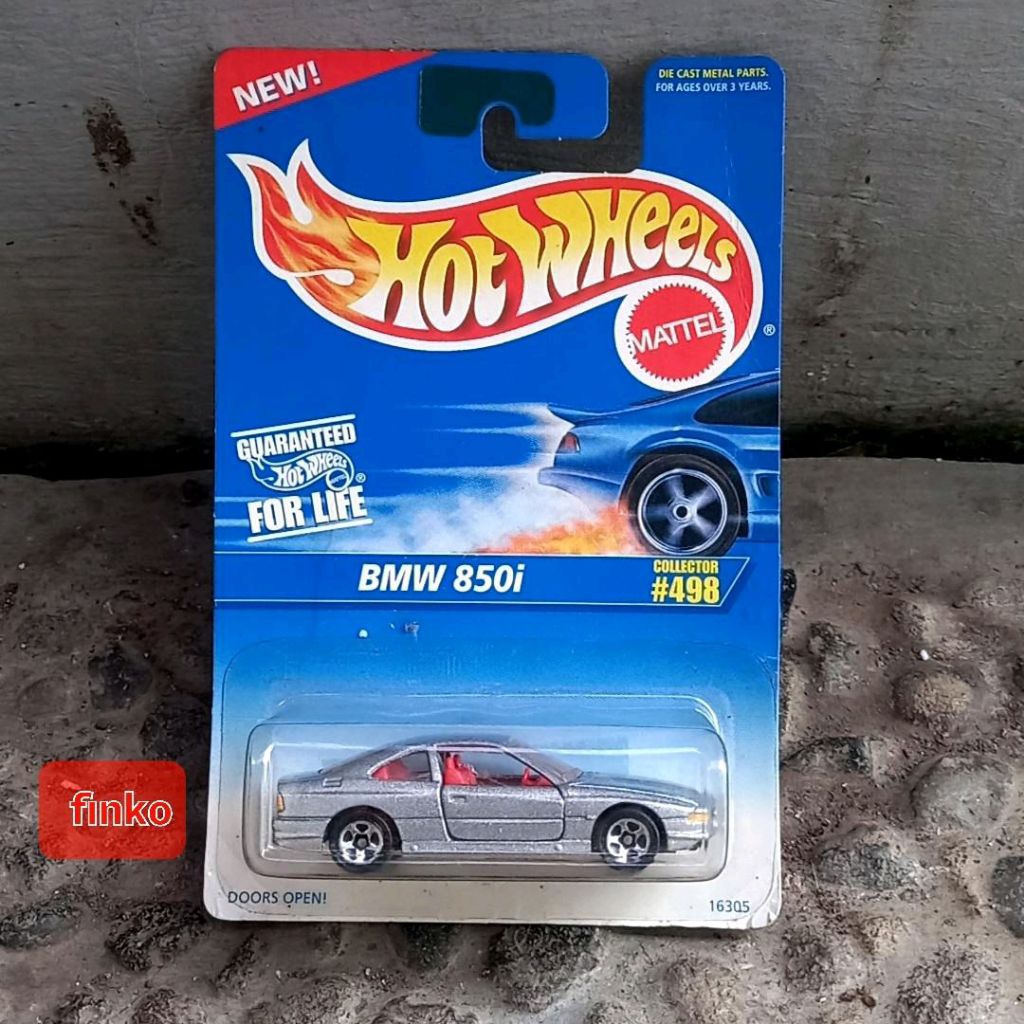 NEW!
DIE CAST METAL PARTS.
FOR AGES OVER 3 YEARS.
HOT WHEELS
MATTEL
®
GUARANTEED
HOT WHEELS
®
FOR LIFE
BMW 850i
COLLECTOR
#498
finko
DOORS OPEN!
16305